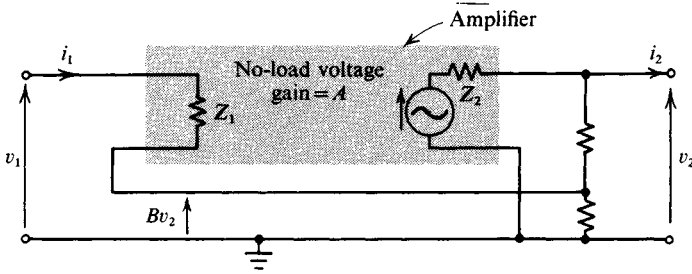 Amplifier
i₁
No-load voltage
gain = A
i₂
Z₁
Z₂
v₁
v₂
Bv₂